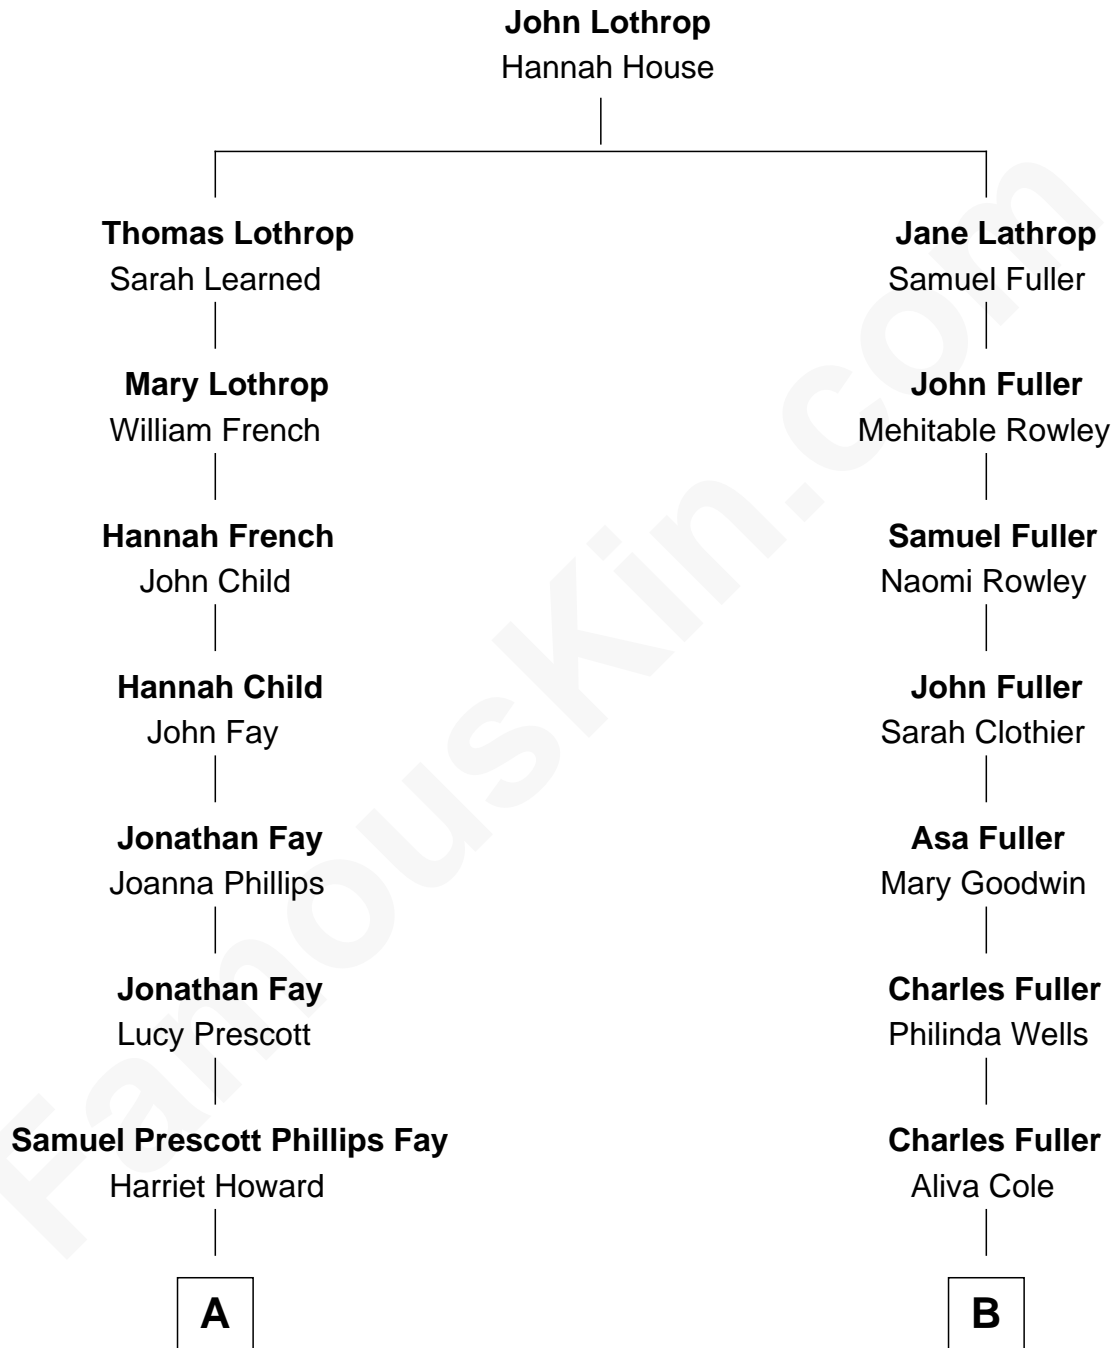 John Lothrop
Hannah House
Thomas Lothrop
Sarah Learned
Jane Lathrop
Samuel Fuller
Mary Lothrop
William French
John Fuller
Mehitable Rowley
Hannah French
John Child
Samuel Fuller
Naomi Rowley
Hannah Child
John Fay
John Fuller
Sarah Clothier
Jonathan Fay
Joanna Phillips
Asa Fuller
Mary Goodwin
Jonathan Fay
Lucy Prescott
Charles Fuller
Philinda Wells
Samuel Prescott Phillips Fay
Harriet Howard
Charles Fuller
Aliva Cole
A
B
FamousKin.com